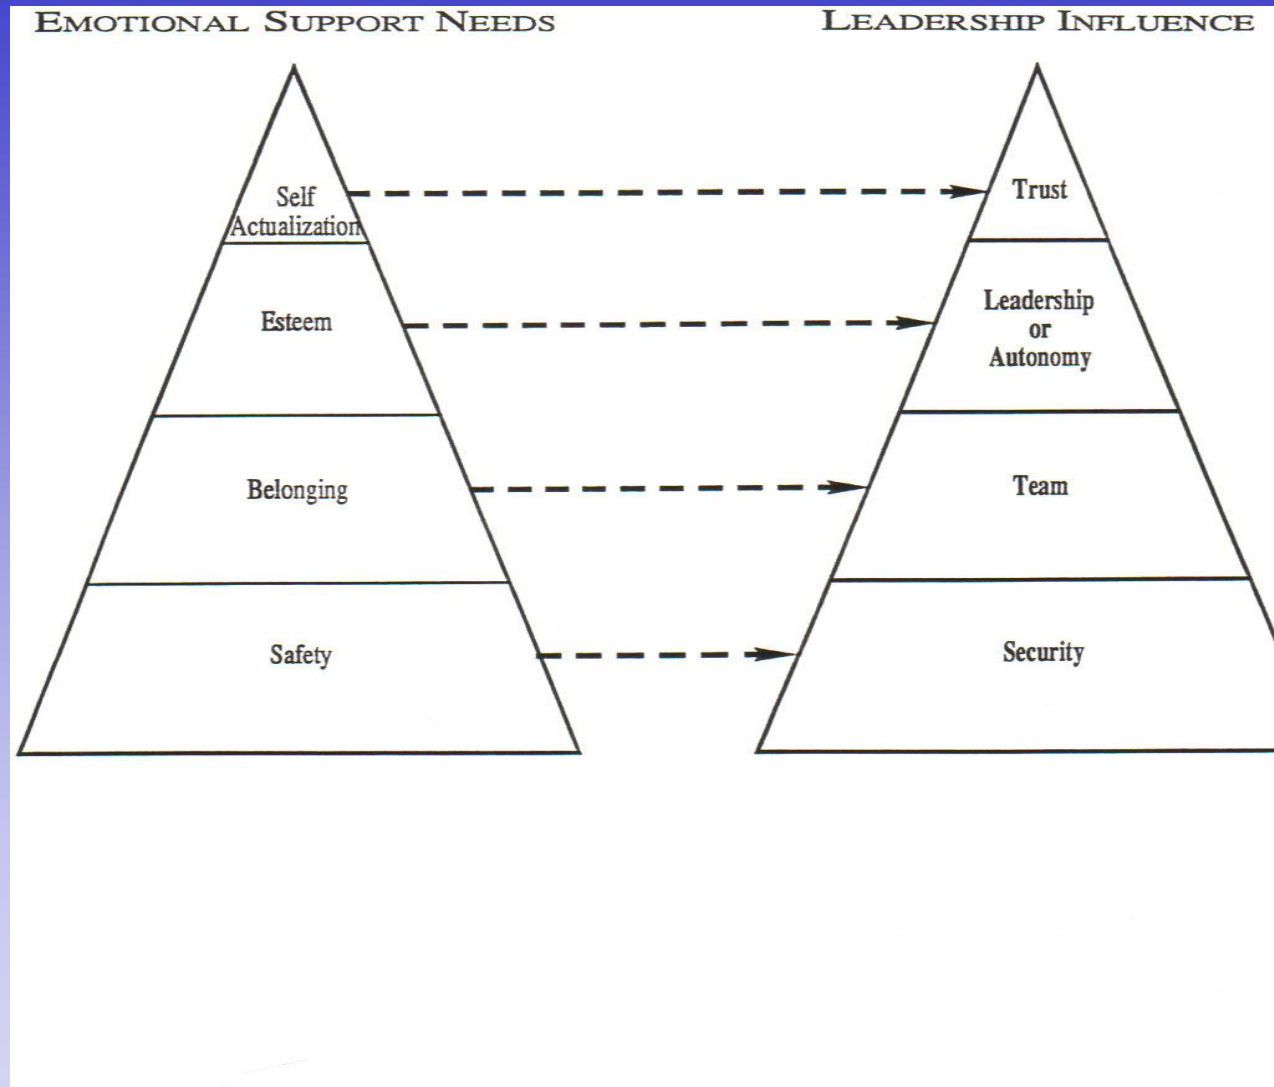 EMOTIONAL SUPPORT NEEDS
LEADERSHIP INFLUENCE
Self
Actualization
Trust
Esteem
Leadership
or
Autonomy
Belonging
Team
Safety
Security